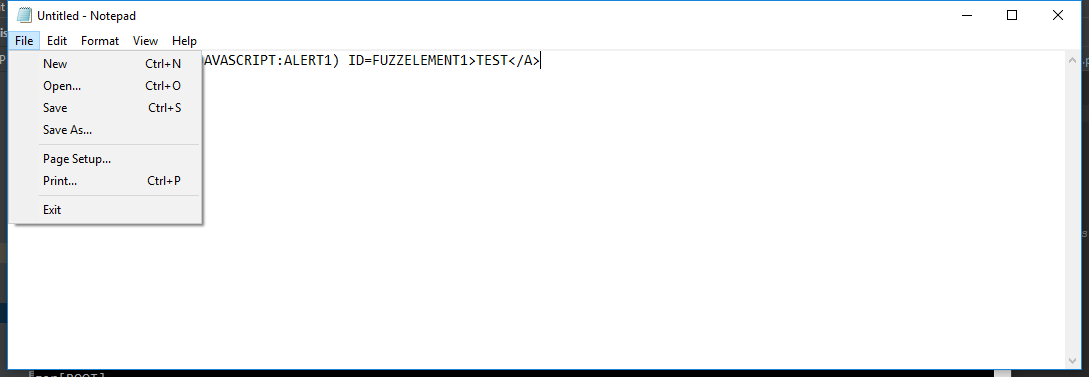 Untitled - Notepad
File Edit Format View Help
AVASCRIPT:ALERT1) ID=FUZZELEMENT1>TEST</A>
New Ctrl+N
Open... Ctrl+O
Save Ctrl+S
Save As...
Page Setup...
Print... Ctrl+P
Exit